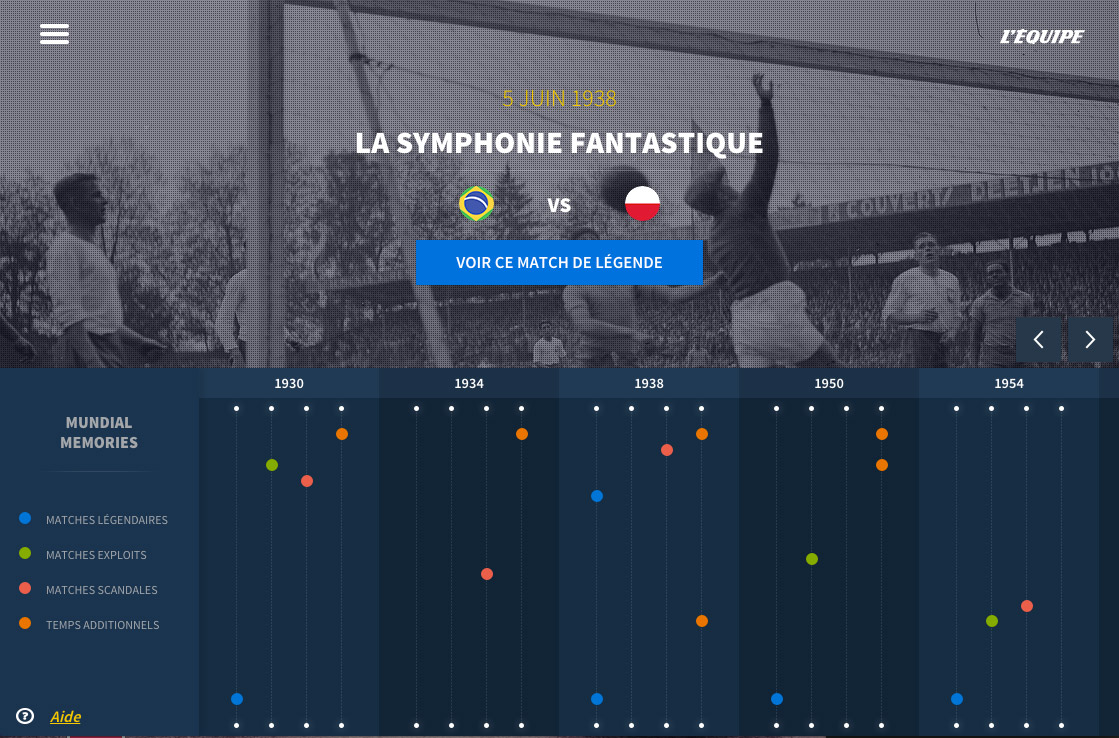 L'ÉQUIPE
5 JUIN 1938
LA SYMPHONIE FANTASTIQUE
VS
VOIR CE MATCH DE LÉGENDE
1930
1934
1938
1950
1954
MUNDIAL
MEMORIES
MATCHES LÉGENDAIRES
MATCHES EXPLOITS
MATCHES SCANDALES
TEMPS ADDITIONNELS
? Aide